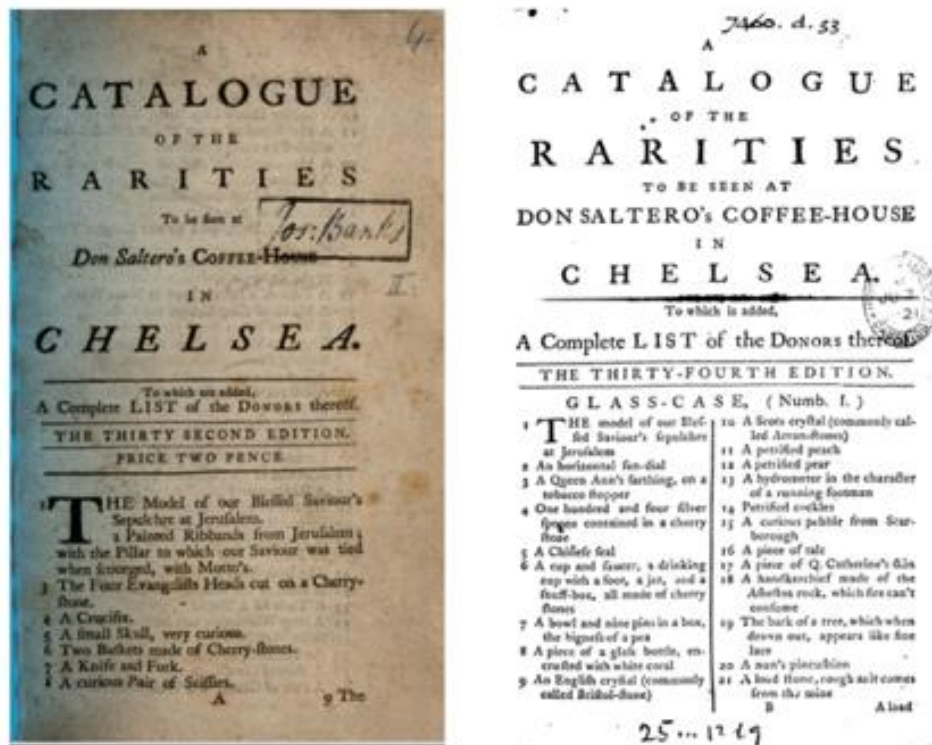 4
A
CATALOGUE
OF THE
RARITIES
To be ſeen at
Jos: Banks
Don Saltero's COFFEE-HOUSE
II
IN
CHELSEA.
To which are added,
A Complete LIST of the DONORS thereof.
THE THIRTY SECOND EDITION.
PRICE TWO PENCE
1 THE Model of our Bleſſed Saviour's
Sepulchre at Jeruſalem.
2 Painted Ribbands from Jeruſalem;
with the Pillar to which our Saviour was tied
when ſcourged, with Motto's.
3 The Four Evangeliſts Heads cut on a Cherry-
ſtone.
4 A Crucifix.
5 A ſmall Skull, very curious.
6 Two Baſkets made of Cherry-ſtones.
7 A Knife and Fork.
8 A curious Pair of Sciſſes.
A
9 The
7460. d. 53
A
CATALOGUE
OF THE
RARITIES
TO BE SEEN AT
DON SALTERO's COFFEE-HOUSE
IN
CHELSEA.
To which is added,
A Complete LIST of the DONORS thereof.
THE THIRTY-FOURTH EDITION.
GLASS-CASE, (Numb. I.)
1 THE model of our Bleſ-
ſed Saviour's ſepulchre
at Jeruſalem
2 An horizontal ſun-dial
3 A Queen Ann's farthing, on a
tobacco ſtopper
4 One hundred and four ſilver
ſpoons contained in a cherry
ſtone
5 A Chineſe ſeal
6 A cup and ſaucer, a drinking
cup with a foot, a jar, and a
ſnuff-box, all made of cherry
ſtones
7 A bowl and nine pins in a box,
the bigneſs of a pea
8 A piece of a glaſs bottle, en-
cruſted with white coral
9 An Engliſh cryſtal (commonly
called Briſtol-ſtone)
10 A Scots cryſtal (commonly cal-
led Arran-ſtones)
11 A petrified peach
12 A petrified pear
13 A hydrometer in the character
of a running footman
14 Petrified cockles
15 A curious pebble from Scar-
borough
16 A piece of talc
17 A piece of Q. Catherine's ſkin
18 A handkerchief made of the
Aſbeſtos rock, which fire can't
conſume
19 The bark of a tree, which when
drawn out, appears like fine
lace
20 A nun's pincuſhion
21 A load ſtone, rough as it comes
from the mine
B
A load